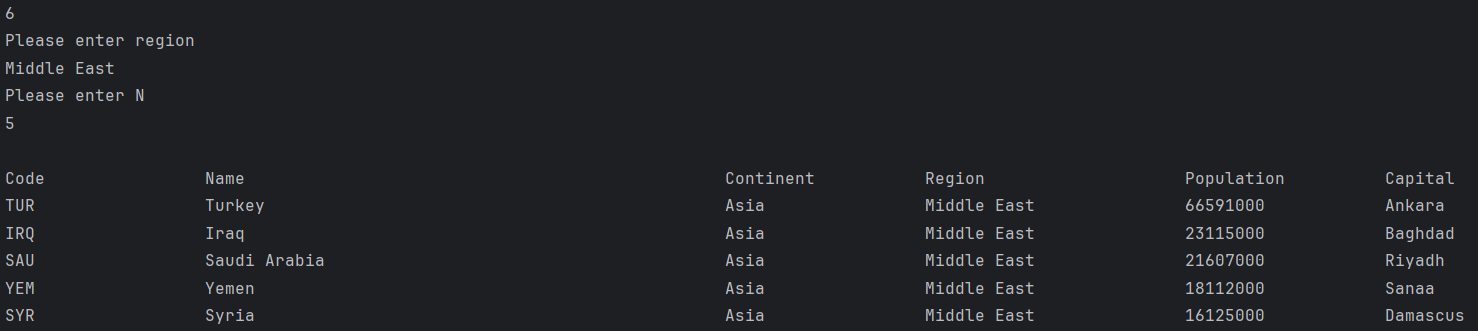 6
Please enter region
Middle East
Please enter N
5
Code Name Continent Region Population Capital
TUR Turkey Asia Middle East 66591000 Ankara
IRQ Iraq Asia Middle East 23115000 Baghdad
SAU Saudi Arabia Asia Middle East 21607000 Riyadh
YEM Yemen Asia Middle East 18112000 Sanaa
SYR Syria Asia Middle East 16125000 Damascus